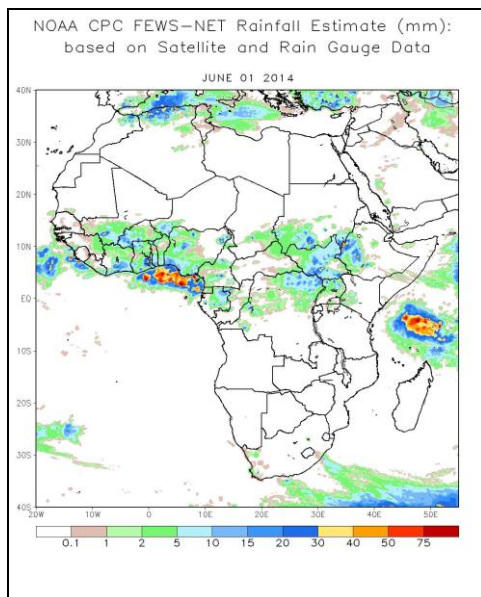 NOAA CPC FEWS−NET Rainfall Estimate (mm):
based on Satellite and Rain Gauge Data
JUNE 01 2014
40N
30N
20N
10N
EQ
10S
20S
30S
40S
20W 10W 0 10E 20E 30E 40E 50E
0.1 1 2 5 10 15 20 30 40 50 75